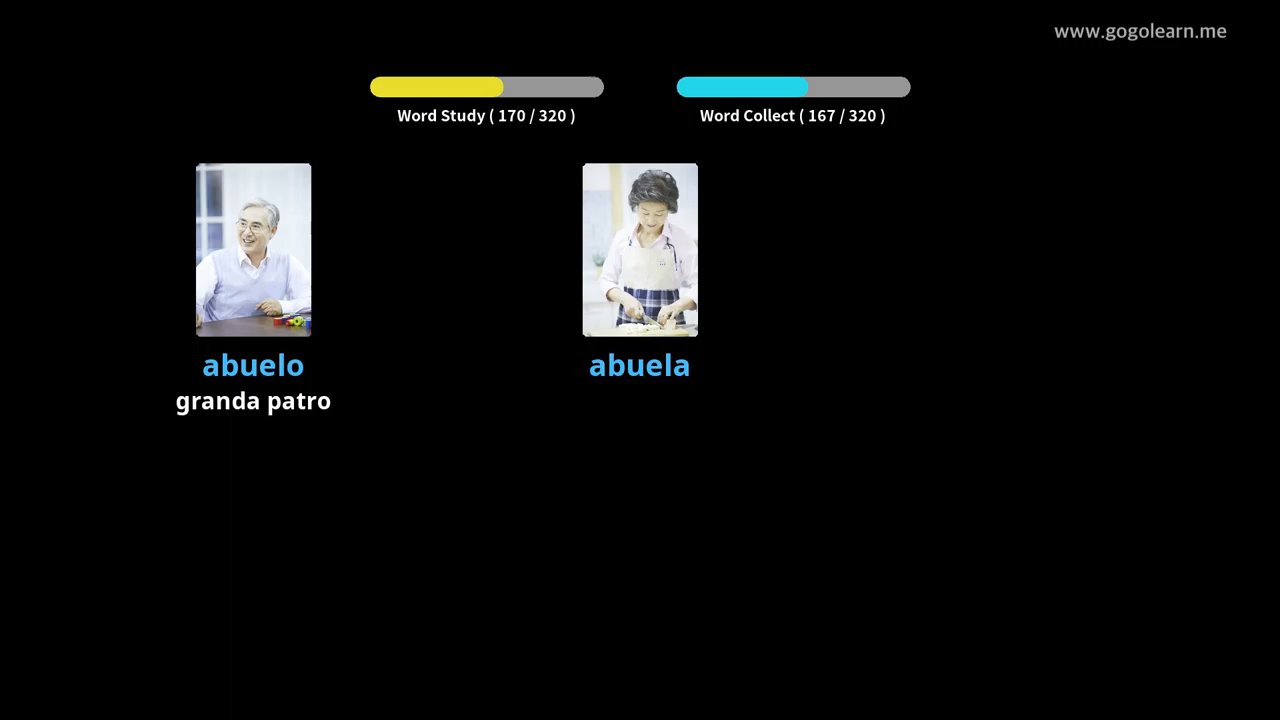 www.gogolearn.me
Word Study ( 170 / 320 )
Word Collect ( 167 / 320 )
abuelo
granda patro
abuela